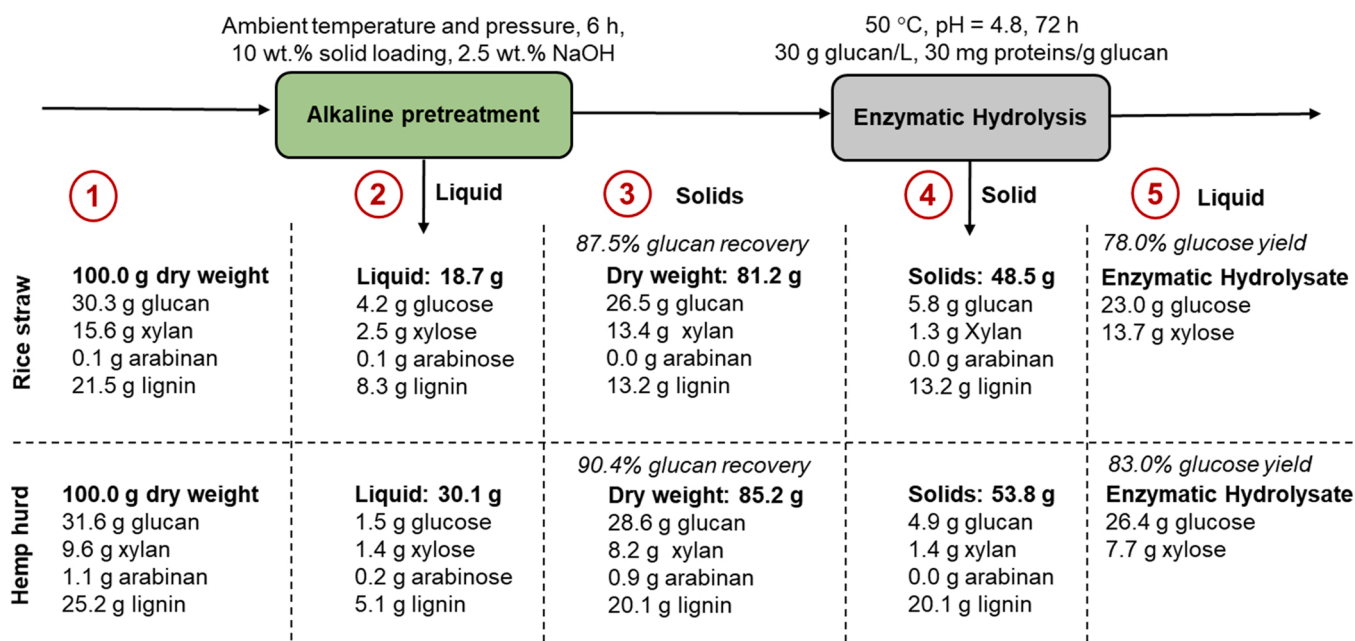 Ambient temperature and pressure, 6 h,
10 wt.% solid loading, 2.5 wt.% NaOH
50 °C, pH = 4.8, 72 h
30 g glucan/L, 30 mg proteins/g glucan
Alkaline pretreatment
Enzymatic Hydrolysis
1
2
Liquid
3
Solids
4
Solid
5
Liquid
Rice straw
100.0 g dry weight
30.3 g glucan
15.6 g xylan
0.1 g arabinan
21.5 g lignin
Liquid: 18.7 g
4.2 g glucose
2.5 g xylose
0.1 g arabinose
8.3 g lignin
87.5% glucan recovery
Dry weight: 81.2 g
26.5 g glucan
13.4 g xylan
0.0 g arabinan
13.2 g lignin
Solids: 48.5 g
5.8 g glucan
1.3 g Xylan
0.0 g arabinan
13.2 g lignin
78.0% glucose yield
Enzymatic Hydrolysate
23.0 g glucose
13.7 g xylose
Hemp hurd
100.0 g dry weight
31.6 g glucan
9.6 g xylan
1.1 g arabinan
25.2 g lignin
Liquid: 30.1 g
1.5 g glucose
1.4 g xylose
0.2 g arabinose
5.1 g lignin
90.4% glucan recovery
Dry weight: 85.2 g
28.6 g glucan
8.2 g xylan
0.9 g arabinan
20.1 g lignin
Solids: 53.8 g
4.9 g glucan
1.4 g xylan
0.0 g arabinan
20.1 g lignin
83.0% glucose yield
Enzymatic Hydrolysate
26.4 g glucose
7.7 g xylose